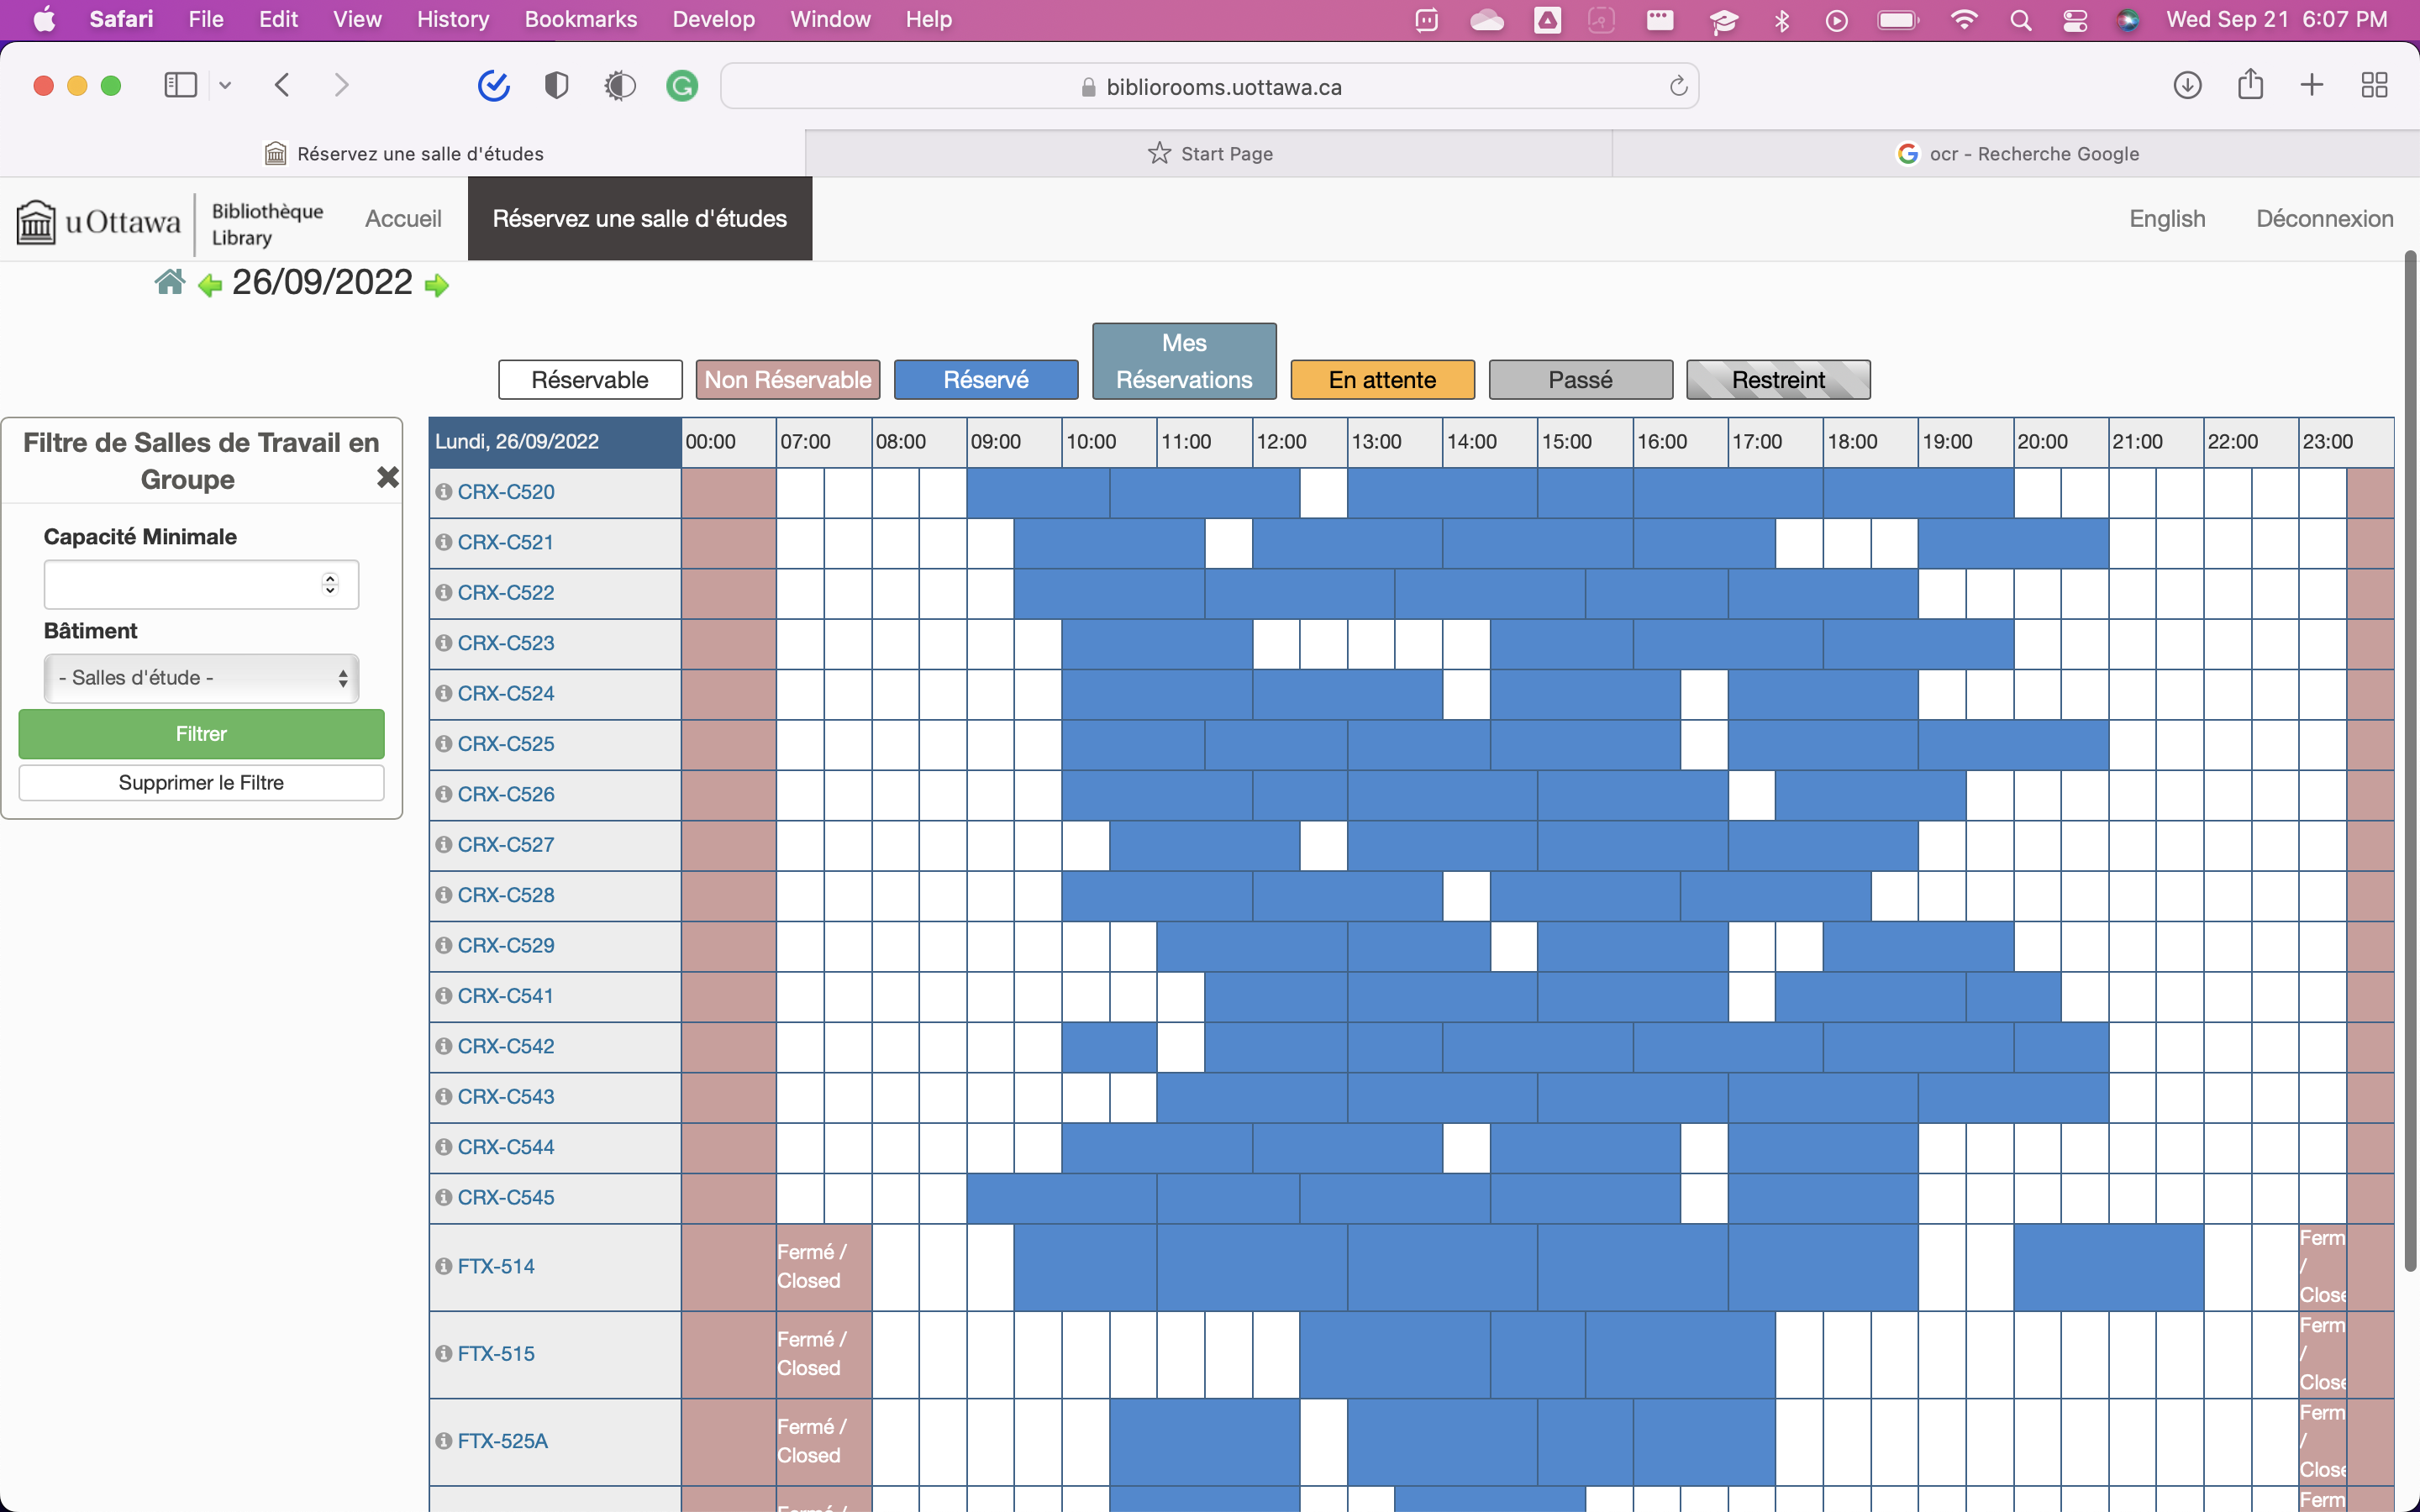 Safari File Edit View History Bookmarks Develop Window Help Wed Sep 21 6:07 PM
bibliorooms.uottawa.ca
Réservez une salle d'études Start Page ocr - Recherche Google
uOttawa Bibliothèque Library Accueil Réservez une salle d'études English Déconnexion
26/09/2022
Réservable Non Réservable Réservé Mes Réservations En attente Passé Restreint
Filtre de Salles de Travail en
Groupe
Capacité Minimale
Bâtiment
- Salles d'étude -
Filtrer
Supprimer le Filtre
Lundi, 26/09/2022 00:00 07:00 08:00 09:00 10:00 11:00 12:00 13:00 14:00 15:00 16:00 17:00 18:00 19:00 20:00 21:00 22:00 23:00
CRX-C520
CRX-C521
CRX-C522
CRX-C523
CRX-C524
CRX-C525
CRX-C526
CRX-C527
CRX-C528
CRX-C529
CRX-C541
CRX-C542
CRX-C543
CRX-C544
CRX-C545
FTX-514 Fermé / Closed Ferm / Close
FTX-515 Fermé / Closed Ferm / Close
FTX-525A Fermé / Closed Ferm / Close
Fermé / Ferm